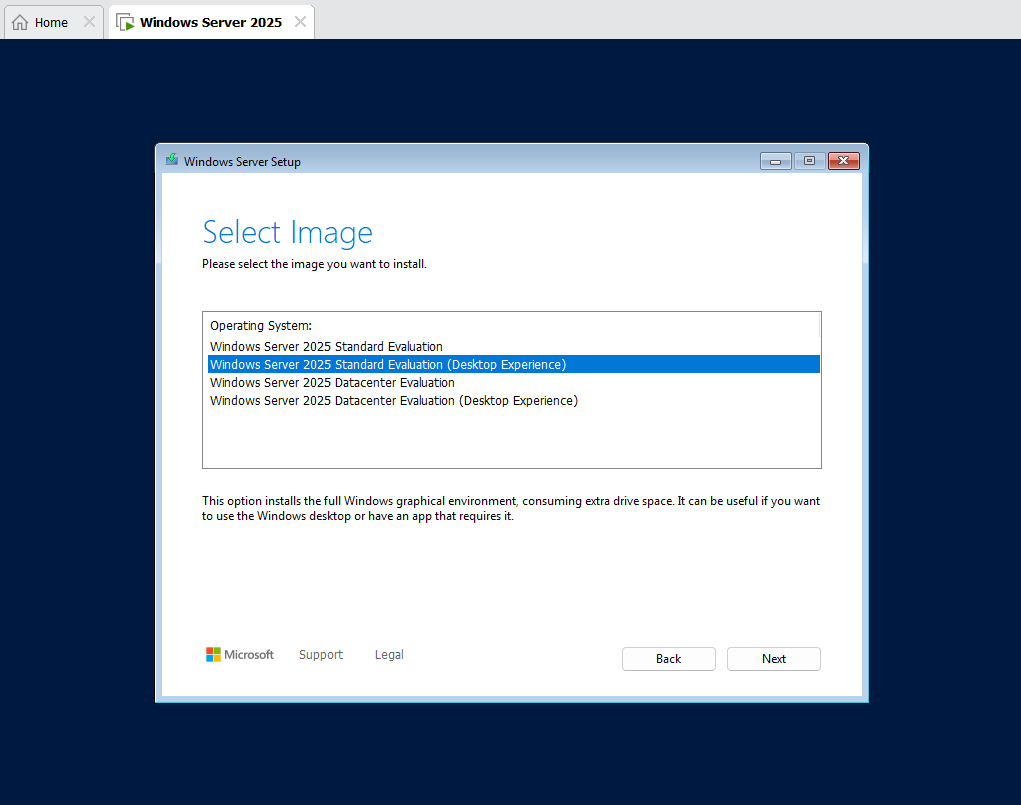 Home
Windows Server 2025
Windows Server Setup
Select Image
Please select the image you want to install.
Operating System:
Windows Server 2025 Standard Evaluation
Windows Server 2025 Standard Evaluation (Desktop Experience)
Windows Server 2025 Datacenter Evaluation
Windows Server 2025 Datacenter Evaluation (Desktop Experience)
This option installs the full Windows graphical environment, consuming extra drive space. It can be useful if you want
to use the Windows desktop or have an app that requires it.
Microsoft
Support
Legal
Back
Next